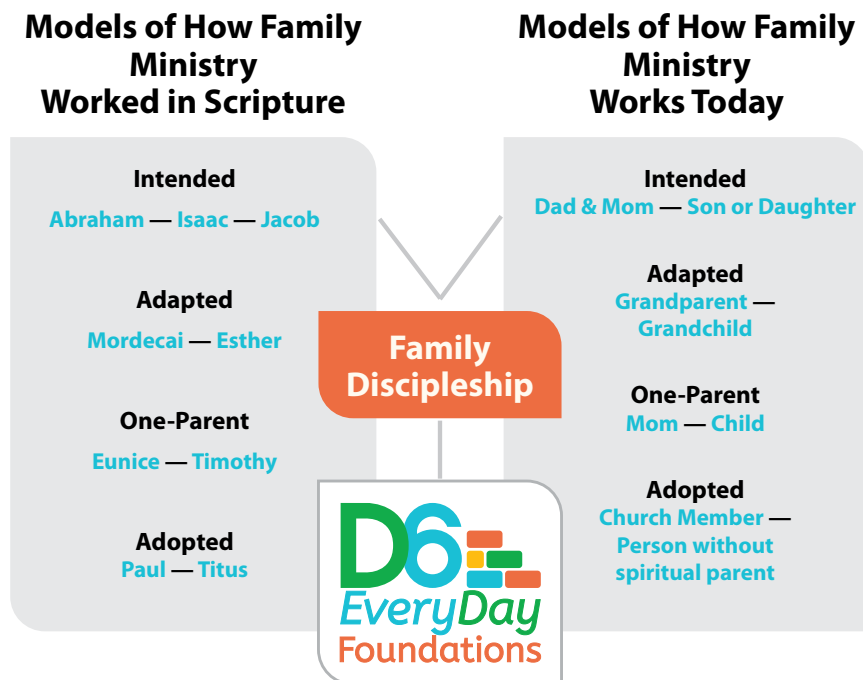 Models of How Family
Ministry
Worked in Scripture
Intended
Abraham — Isaac — Jacob
Adapted
Mordecai — Esther
One-Parent
Eunice — Timothy
Adopted
Paul — Titus
Models of How Family
Ministry
Works Today
Intended
Dad & Mom — Son or Daughter
Adapted
Grandparent —
Grandchild
One-Parent
Mom — Child
Adopted
Church Member —
Person without
spiritual parent
Family
Discipleship
D6
EveryDay
Foundations